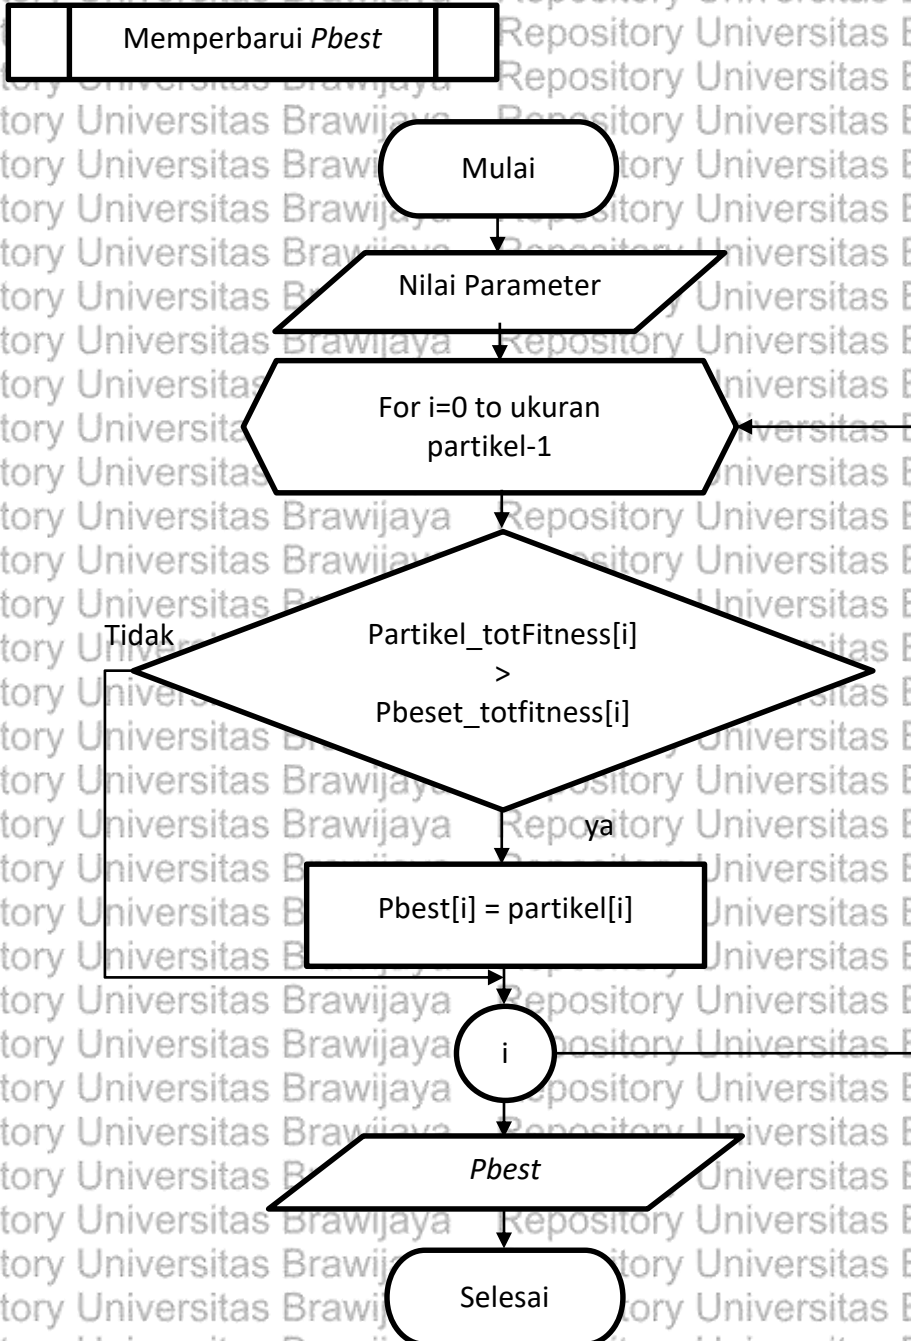 Memperbarui Pbest
Mulai
Nilai Parameter
For i=0 to ukuran
partikel-1
Tidak
Partikel_totFitness[i]
>
Pbeset_totfitness[i]
ya
Pbest[i] = partikel[i]
i
Pbest
Selesai